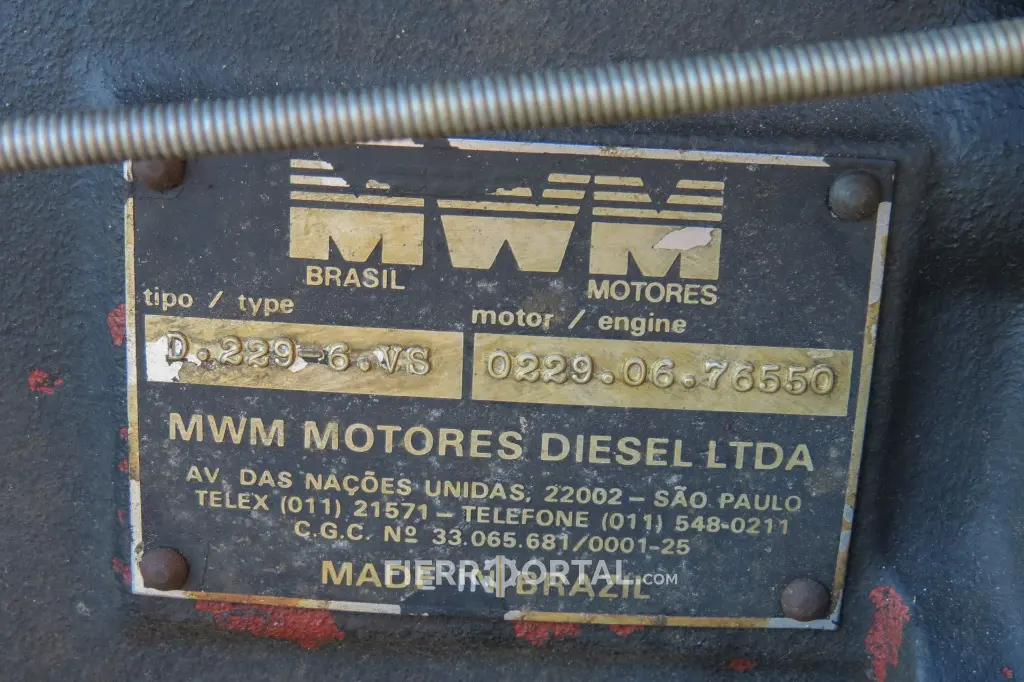 MWM
BRASIL MOTORES
tipo / type motor / engine
D.229-6.VS 0229.06.76550
MWM MOTORES DIESEL LTDA
AV. DAS NAÇÕES UNIDAS, 22002 – SÃO PAULO
TELEX (011) 21571 – TELEFONE (011) 548-0211
C.G.C. Nº 33.065.681/0001-25
MADE IN BRAZIL
FIERROPORTAL.COM